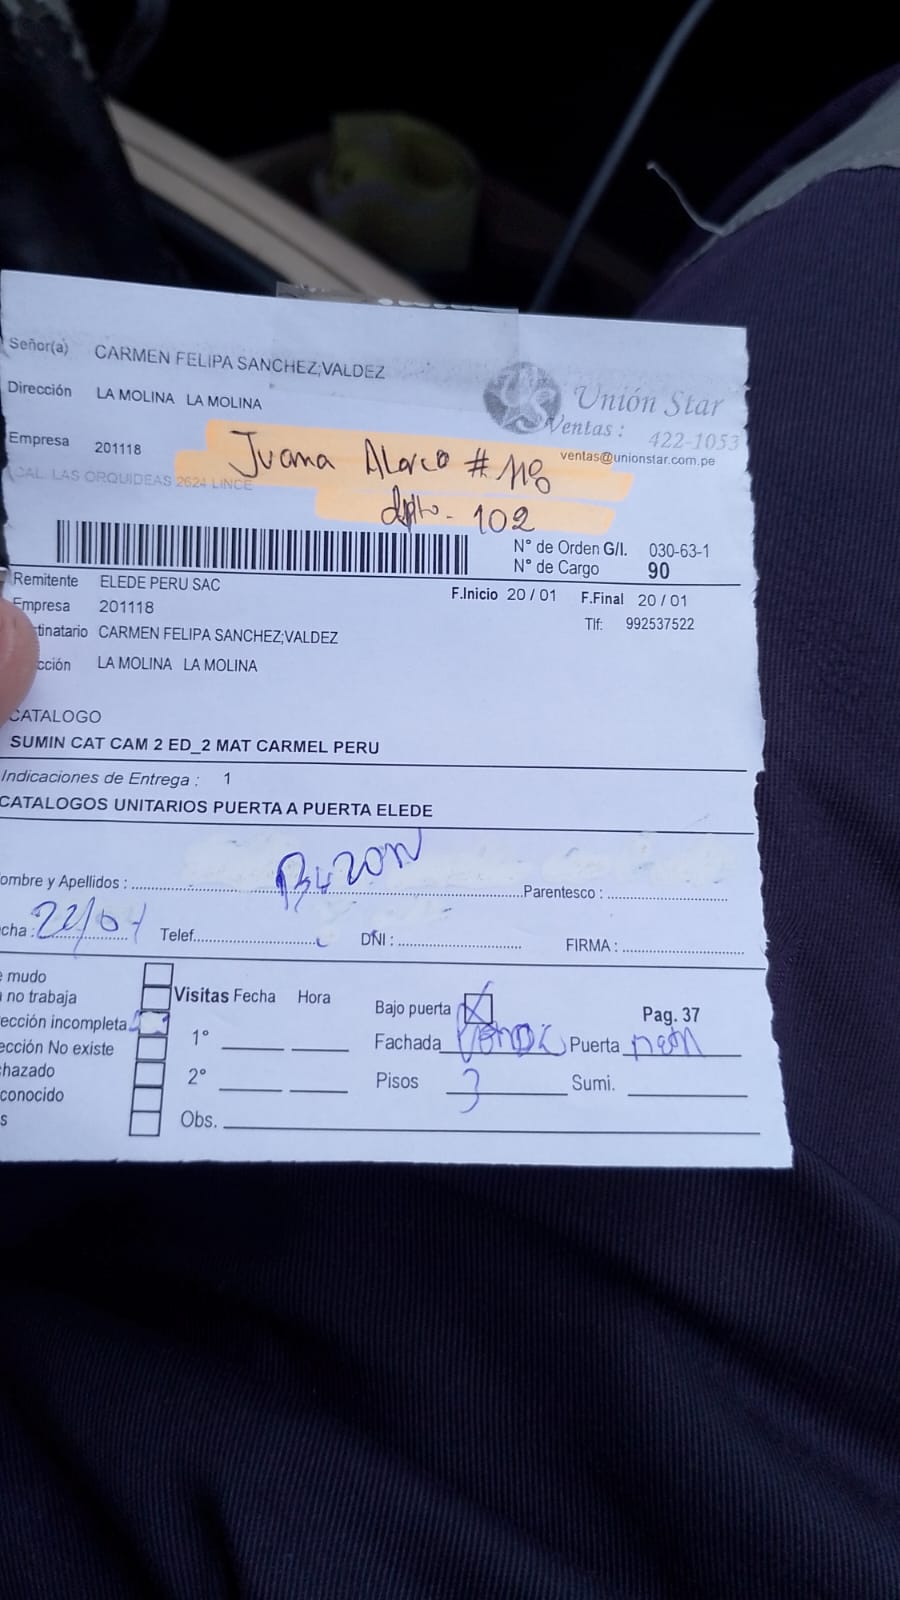 Señor(a) CARMEN FELIPA SANCHEZ;VALDEZ
Dirección LA MOLINA LA MOLINA
Unión Star
Ventas : 422-1053
ventas@unionstar.com.pe
Empresa 201118
CAL. LAS ORQUIDEAS 2624 LINCE
Juana Alarco # 118
dpto. 102
N° de Orden G/I. 030-63-1
N° de Cargo 90
Remitente ELEDE PERU SAC
F.Inicio 20 / 01 F.Final 20 / 01
Empresa 201118
Tlf: 992537522
tinatario CARMEN FELIPA SANCHEZ;VALDEZ
cción LA MOLINA LA MOLINA
CATALOGO
SUMIN CAT CAM 2 ED_2 MAT CARMEL PERU
Indicaciones de Entrega : 1
CATALOGOS UNITARIOS PUERTA A PUERTA ELEDE
Buzon
ombre y Apellidos : Parentesco :
cha : 22/01 Telef. DNI : FIRMA :
e mudo
no trabaja
Visitas Fecha Hora
ección incompleta
ección No existe
hazado
conocido
s
1°
2°
Obs.
Bajo puerta X
Pag. 37
Fachada Puerta
Pisos 3 Sumi.